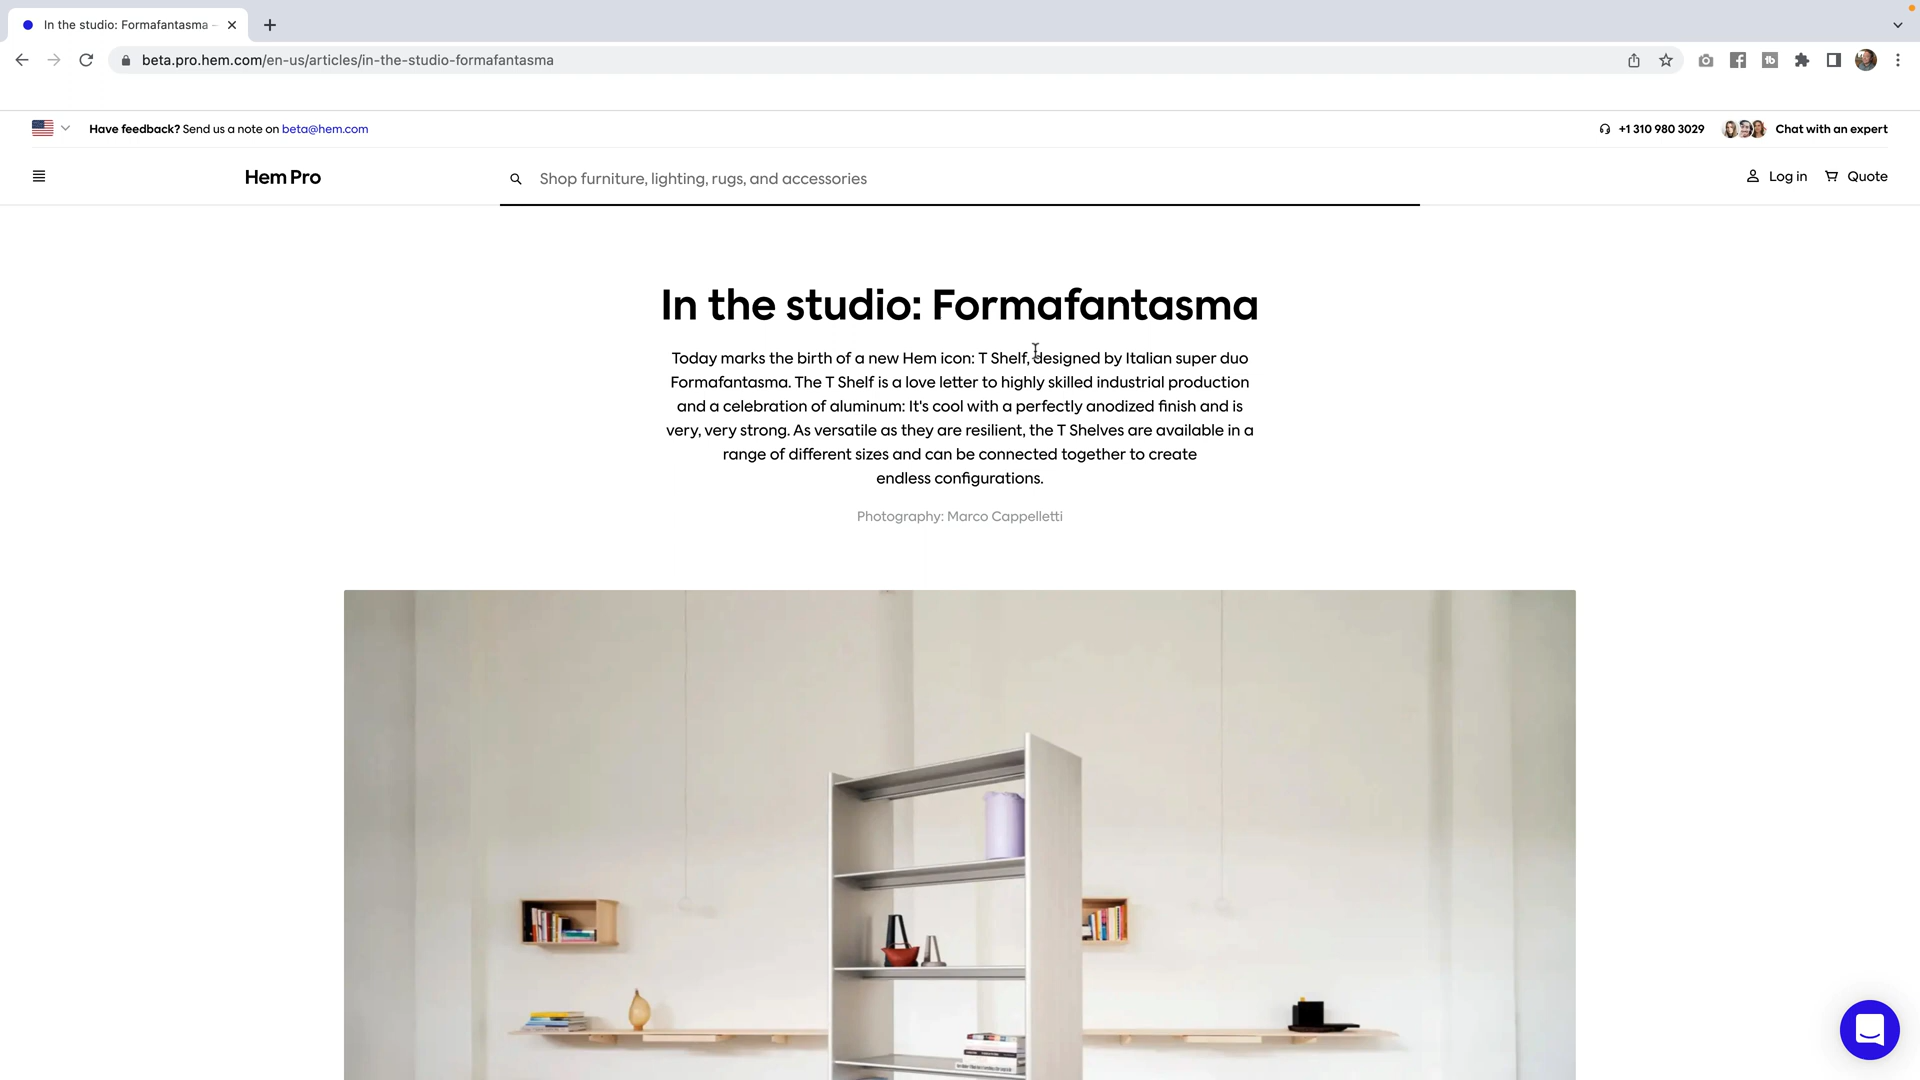 In the studio: Formafantasma -
beta.pro.hem.com/en-us/articles/in-the-studio-formafantasma
Have feedback? Send us a note on beta@hem.com
+1 310 980 3029
Chat with an expert
Hem Pro
Shop furniture, lighting, rugs, and accessories
Log in
Quote
In the studio: Formafantasma
Today marks the birth of a new Hem icon: T Shelf, designed by Italian super duo
Formafantasma. The T Shelf is a love letter to highly skilled industrial production
and a celebration of aluminum: It's cool with a perfectly anodized finish and is
very, very strong. As versatile as they are resilient, the T Shelves are available in a
range of different sizes and can be connected together to create
endless configurations.
Photography: Marco Cappelletti